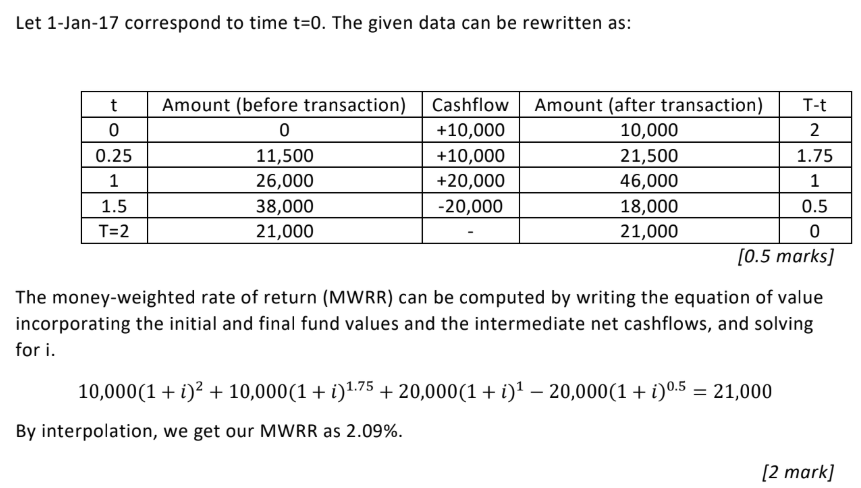 Let 1-Jan-17 correspond to time t=0. The given data can be rewritten as:
t Amount (before transaction) Cashflow Amount (after transaction) T-t
0 0 +10,000 10,000 2
0.25 11,500 +10,000 21,500 1.75
1 26,000 +20,000 46,000 1
1.5 38,000 -20,000 18,000 0.5
T=2 21,000 - 21,000 0
[0.5 marks]
The money-weighted rate of return (MWRR) can be computed by writing the equation of value
incorporating the initial and final fund values and the intermediate net cashflows, and solving
for i.
10,000(1 + i)² + 10,000(1 + i)^1.75 + 20,000(1 + i)¹ − 20,000(1 + i)^0.5 = 21,000
By interpolation, we get our MWRR as 2.09%.
[2 mark]